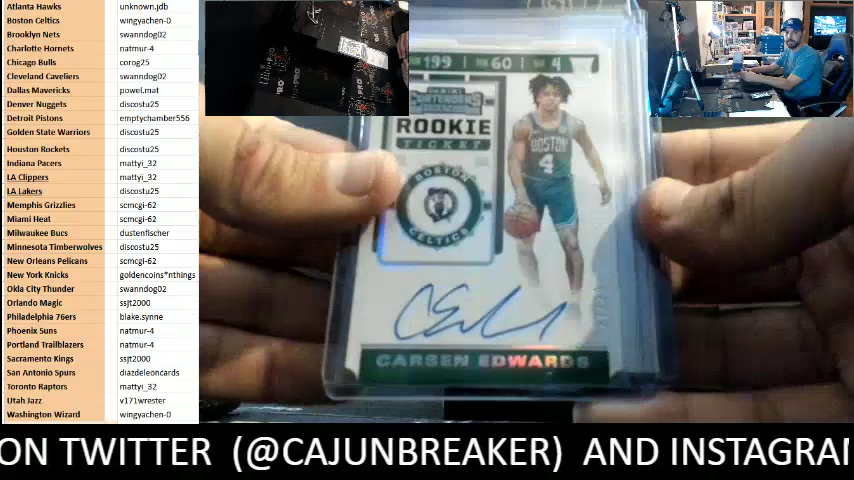 Atlanta Hawks unknown.jdb
Boston Celtics wingyachen-0
Brooklyn Nets swanndog02
Charlotte Hornets natmur-4
Chicago Bulls corog25
Cleveland Cavaliers swanndog02
Dallas Mavericks powel.mat
Denver Nuggets discostu25
Detroit Pistons emptychamber556
Golden State Warriors discostu25
Houston Rockets discostu25
Indiana Pacers mattyi_32
LA Clippers mattyi_32
LA Lakers discostu25
Memphis Grizzlies scmcgi-62
Miami Heat scmcgi-62
Milwaukee Bucs dustenfischer
Minnesota Timberwolves discostu25
New Orleans Pelicans scmcgi-62
New York Knicks goldencoins*nthings
Okla City Thunder swanndog02
Orlando Magic ssjt2000
Philadelphia 76ers blake.synne
Phoenix Suns natmur-4
Portland Trailblazers natmur-4
Sacramento Kings ssjt2000
San Antonio Spurs diazdeleoncards
Toronto Raptors mattyi_32
Utah Jazz v171wrester
Washington Wizard wingyachen-0
199 60 4
PANINI
CONTENDERS
ROOKIE
TICKET
BOSTON
CELTICS
BOSTON
4
CARSEN EDWARDS
ON TWITTER (@CAJUNBREAKER) AND INSTAGRA